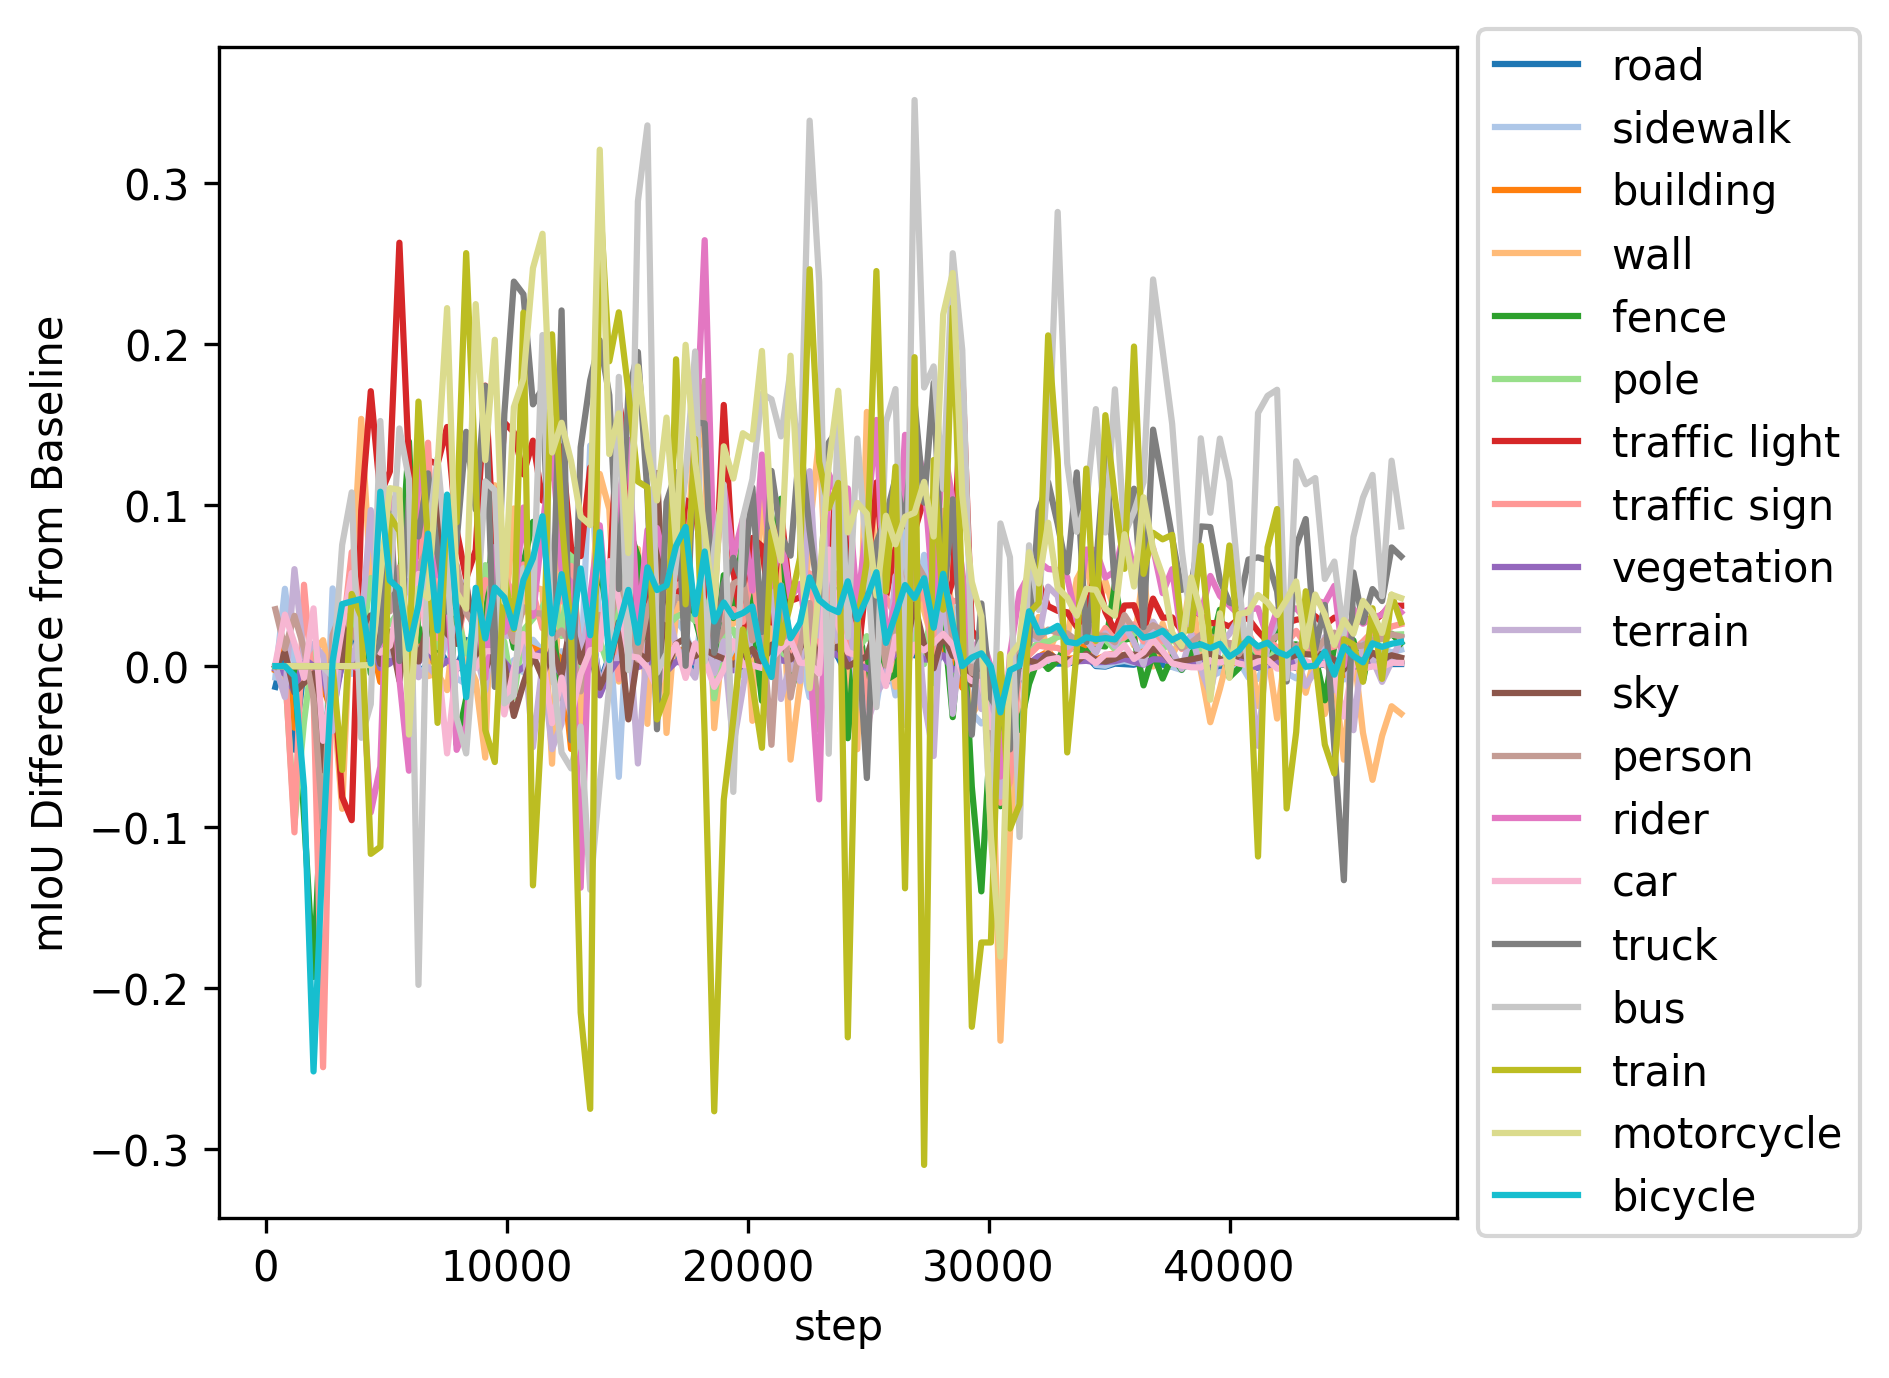 mIoU Difference from Baseline
0.3
0.2
0.1
0.0
−0.1
−0.2
−0.3
0
10000
20000
30000
40000
step
road
sidewalk
building
wall
fence
pole
traffic light
traffic sign
vegetation
terrain
sky
person
rider
car
truck
bus
train
motorcycle
bicycle